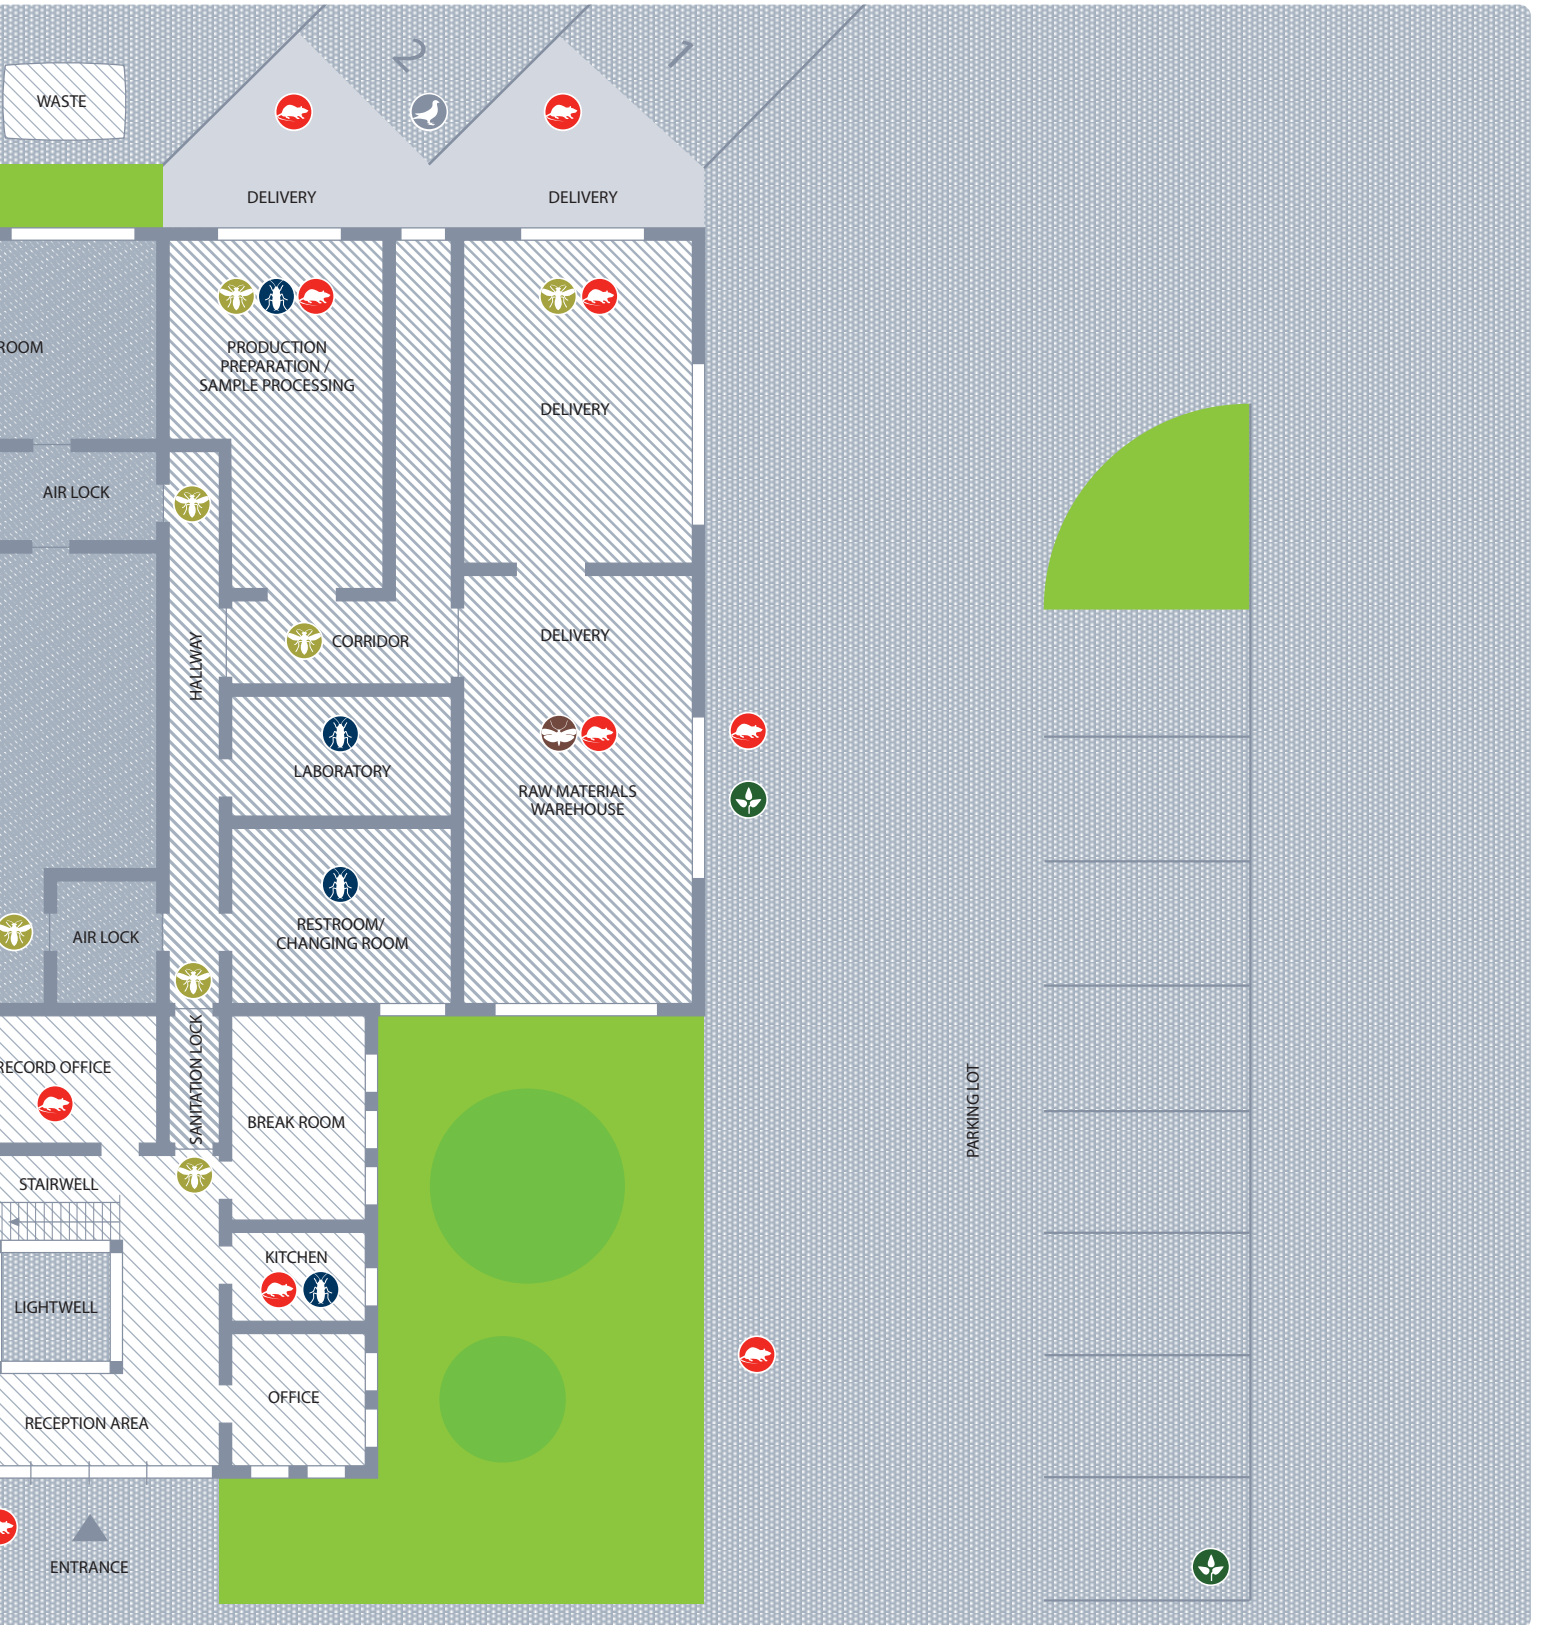 2
1
WASTE
DELIVERY
DELIVERY
ROOM
PRODUCTION
PREPARATION /
SAMPLE PROCESSING
DELIVERY
AIR LOCK
HALLWAY
CORRIDOR
DELIVERY
LABORATORY
RAW MATERIALS
WAREHOUSE
RESTROOM/
CHANGING ROOM
AIR LOCK
RECORD OFFICE
SANITATION LOCK
BREAK ROOM
PARKING LOT
STAIRWELL
KITCHEN
LIGHTWELL
OFFICE
RECEPTION AREA
ENTRANCE